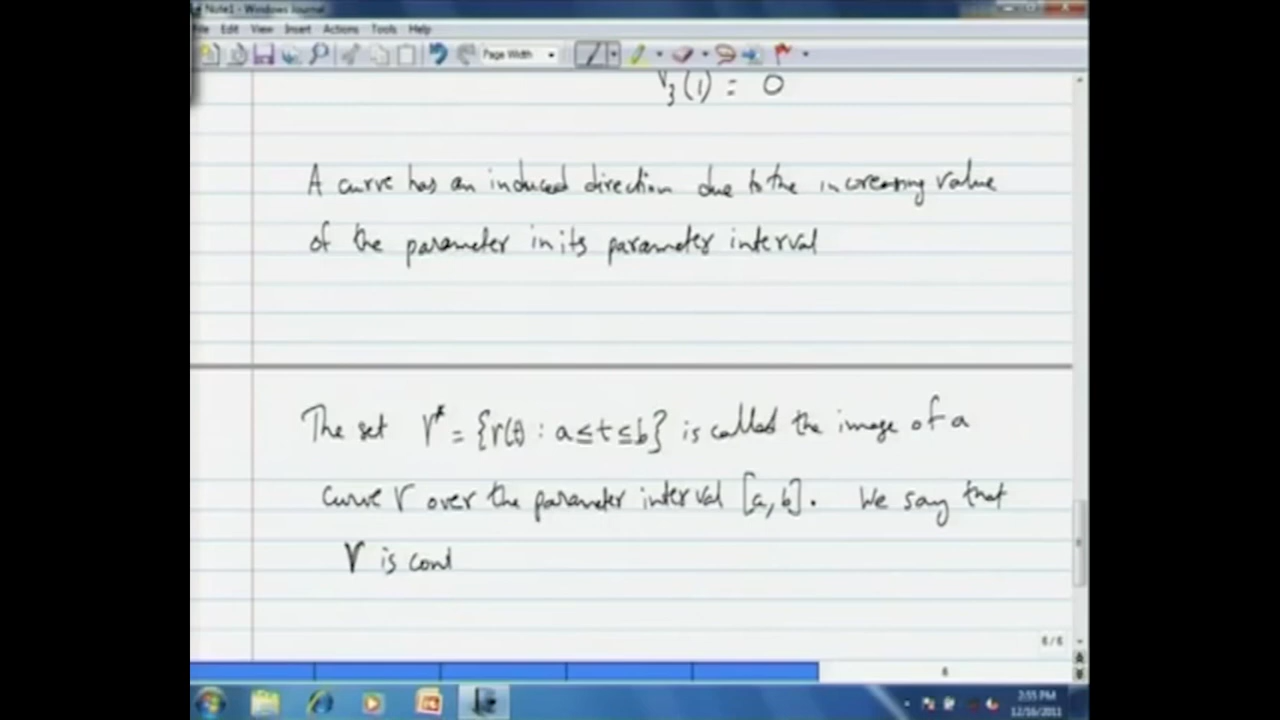 Note1 - Windows Journal
File Edit View Insert Actions Tools Help
Page Width
γ₃(1) = 0
A curve has an induced direction due to the increasing value
of the parameter in its parameter interval
The set γ* = {γ(t) : a ≤ t ≤ b} is called the image of a
curve γ over the parameter interval [a, b]. We say that
γ is cont
6 / 6
6
2:55 PM
12/16/2011